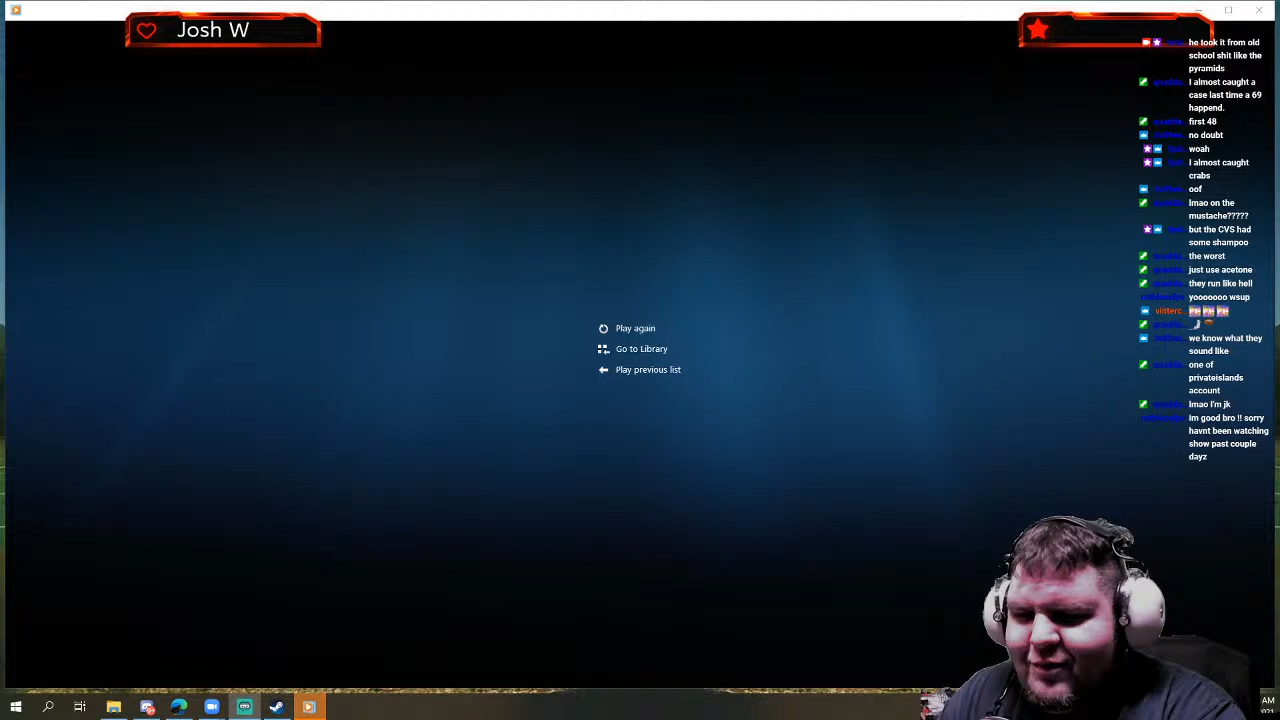 Josh W
he took it from old
school shit like the
pyramids
I almost caught a
case last time a 69
happend.
first 48
no doubt
woah
I almost caught
crabs
oof
lmao on the
mustache?????
but the CVS had
some shampoo
the worst
just use acetone
they run like hell
yooooooo wsup
vinterc...
we know what they
sound like
one of
privateislands
account
lmao I'm jk
im good bro !! sorry
havnt been watching
show past couple
dayz
Play again
Go to Library
Play previous list
AM